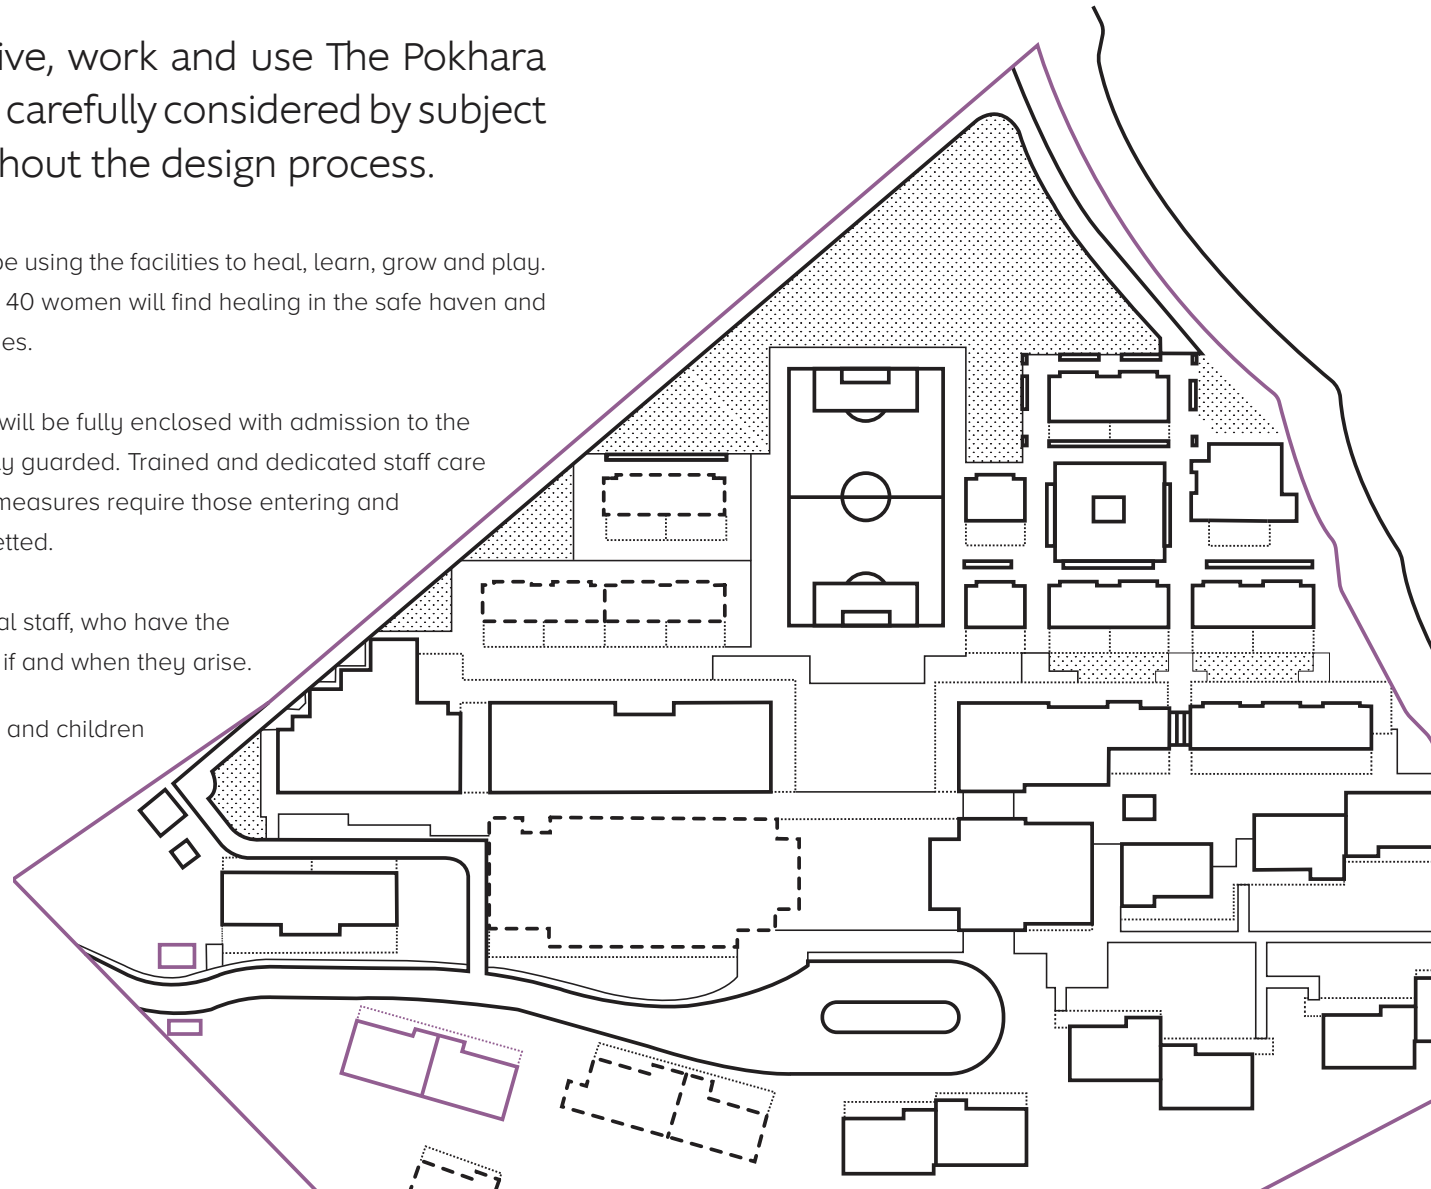 ive, work and use The Pokhara
carefully considered by subject
hout the design process.
be using the facilities to heal, learn, grow and play.
40 women will find healing in the safe haven and
es.
will be fully enclosed with admission to the
y guarded. Trained and dedicated staff care
measures require those entering and
etted.
al staff, who have the
if and when they arise.
and children